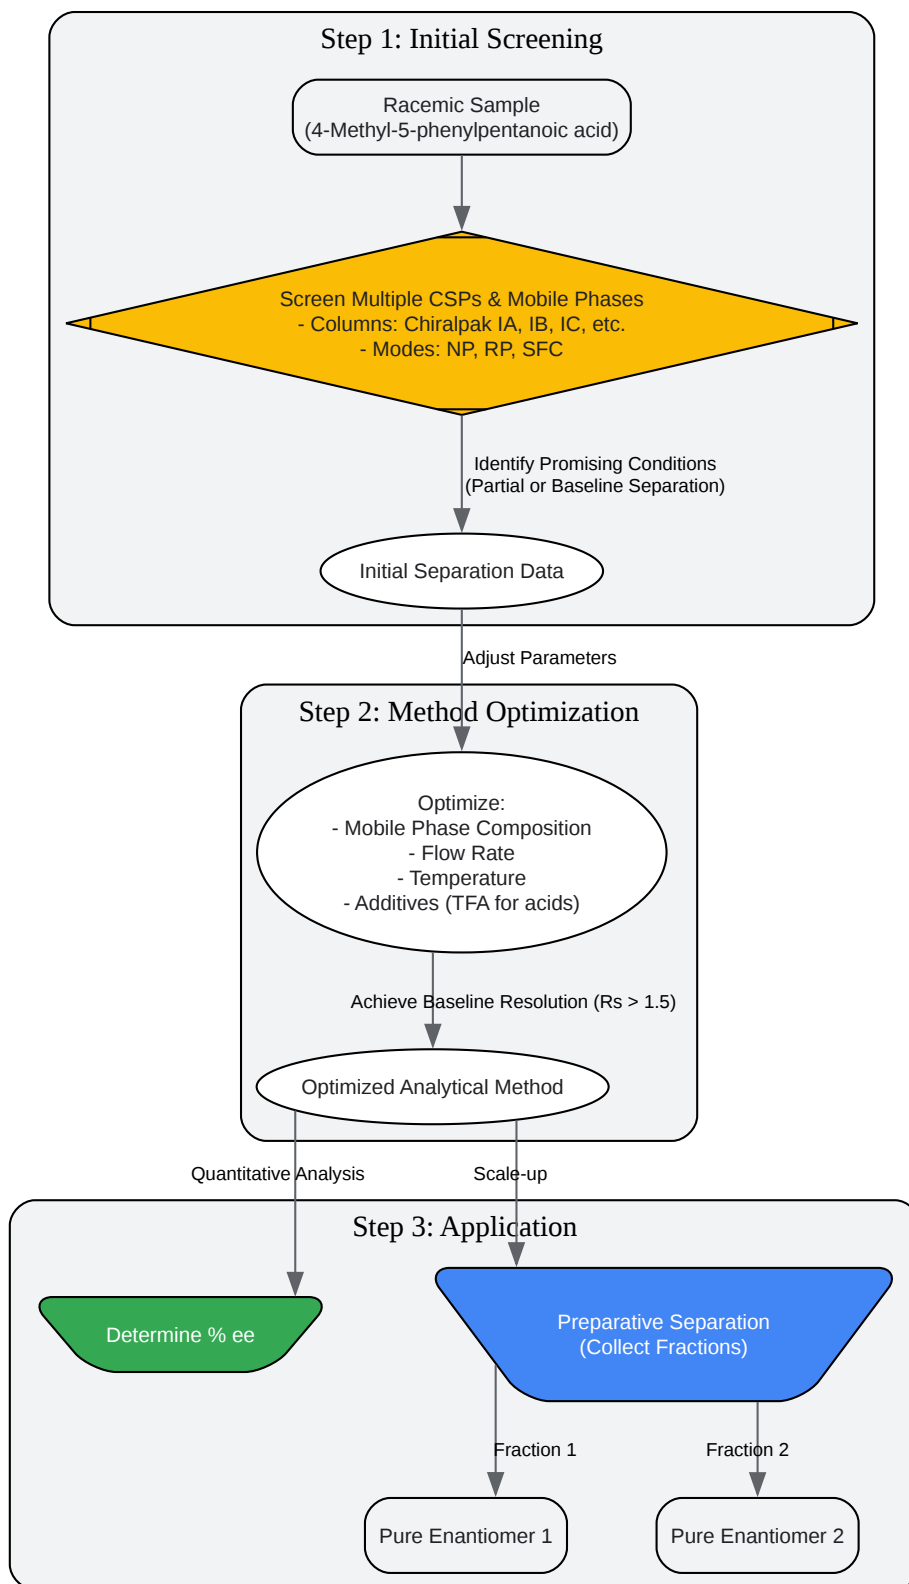 Step 1: Initial Screening
Racemic Sample
(4-Methyl-5-phenylpentanoic acid)
Screen Multiple CSPs & Mobile Phases
- Columns: Chiralpak IA, IB, IC, etc.
- Modes: NP, RP, SFC
Identify Promising Conditions
(Partial or Baseline Separation)
Initial Separation Data
Adjust Parameters
Step 2: Method Optimization
Optimize:
- Mobile Phase Composition
- Flow Rate
- Temperature
- Additives (TFA for acids)
Achieve Baseline Resolution (Rs > 1.5)
Optimized Analytical Method
Quantitative Analysis
Scale-up
Step 3: Application
Determine % ee
Preparative Separation
(Collect Fractions)
Fraction 1
Fraction 2
Pure Enantiomer 1
Pure Enantiomer 2